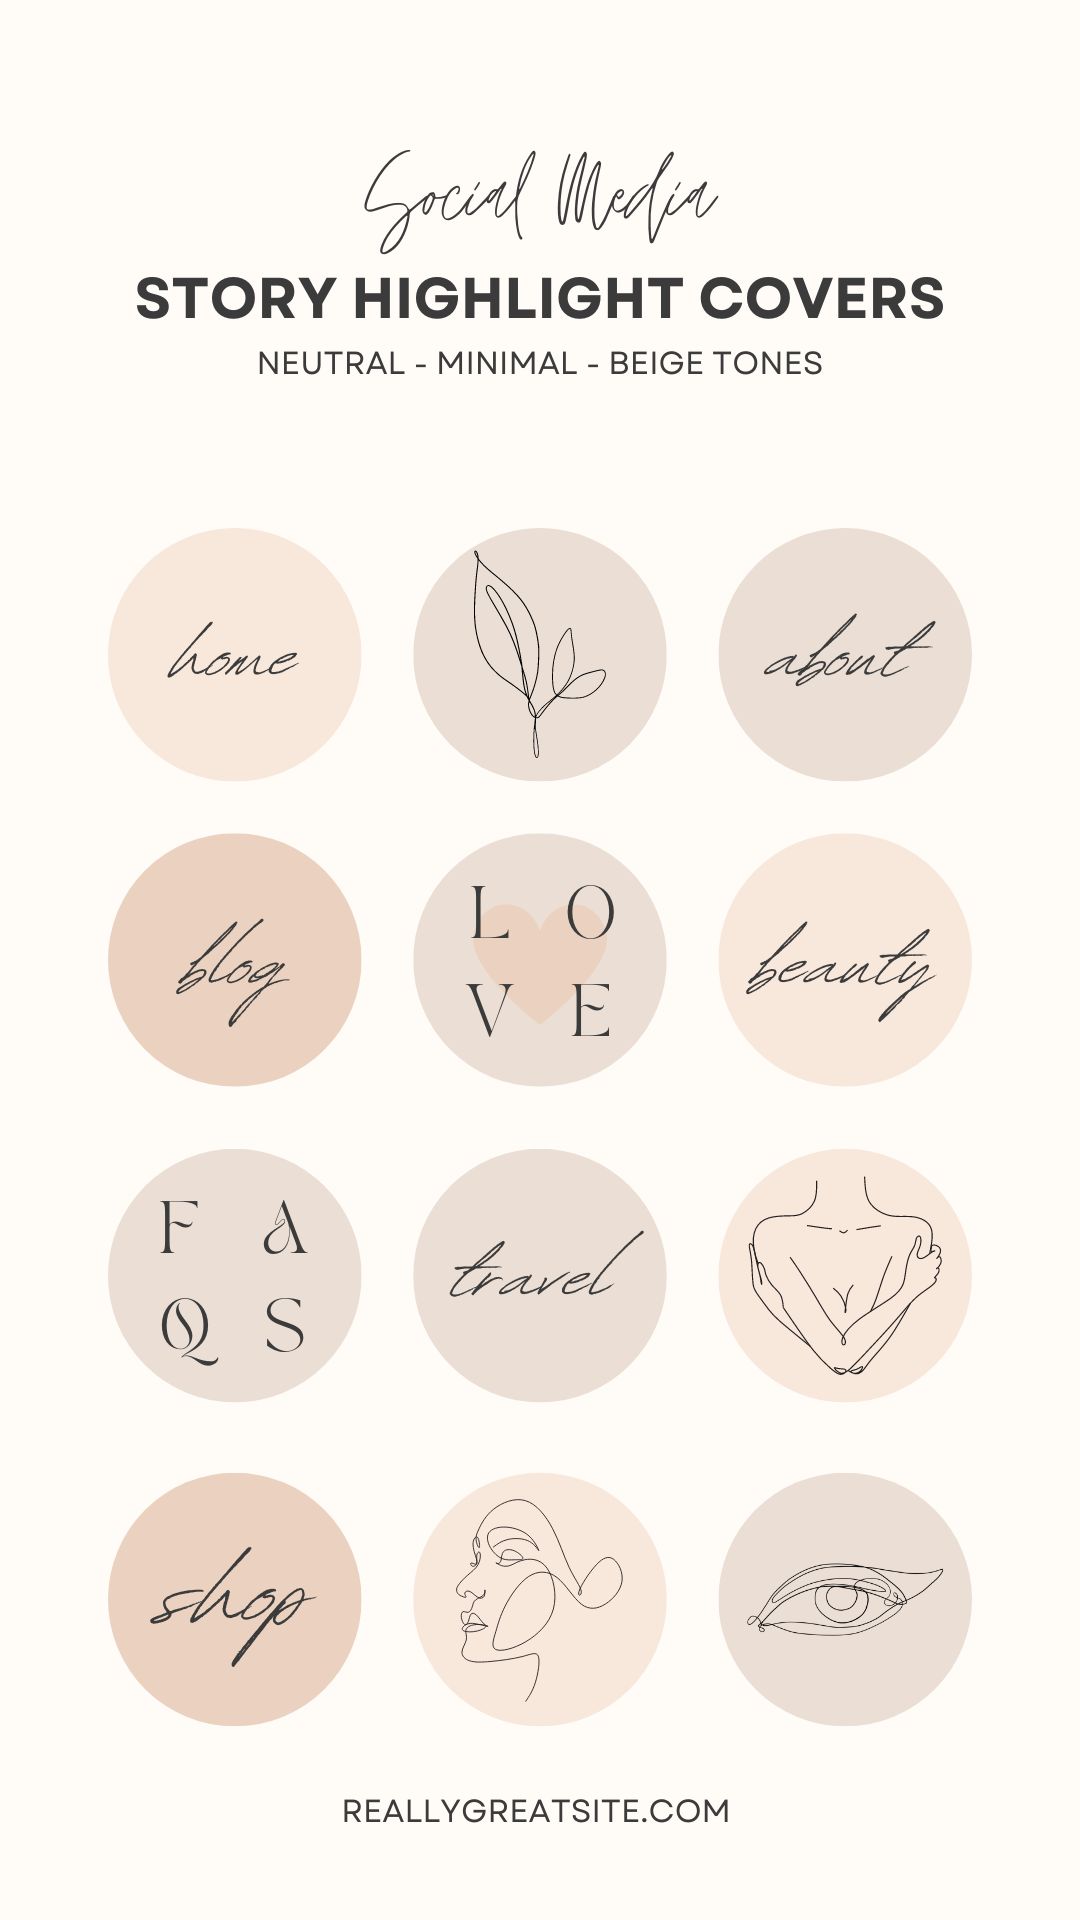 Social Media
STORY HIGHLIGHT COVERS
NEUTRAL - MINIMAL - BEIGE TONES
home
about
blog
L O
V E
beauty
F A
Q S
travel
shop
REALLYGREATSITE.COM